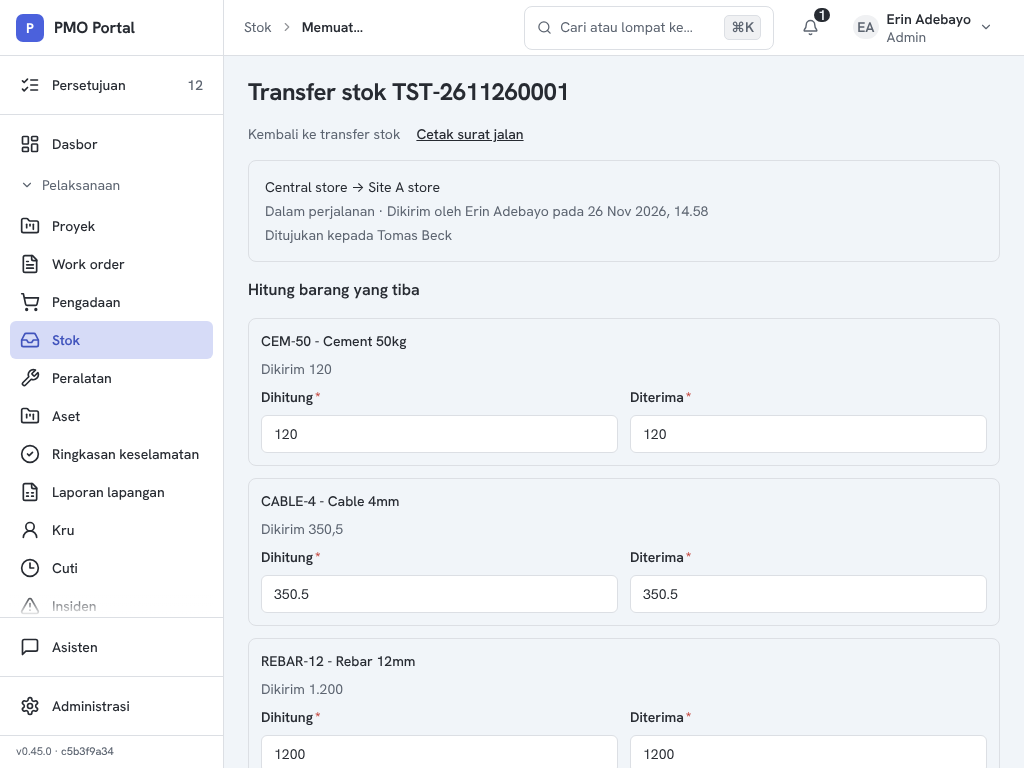 P PMO Portal
Stok > Memuat...
Cari atau lompat ke... ⌘K
1
EA Erin Adebayo
Admin
Persetujuan 12
Dasbor
Pelaksanaan
Proyek
Work order
Pengadaan
Stok
Peralatan
Aset
Ringkasan keselamatan
Laporan lapangan
Kru
Cuti
Insiden
Asisten
Administrasi
v0.45.0 · c5b3f9a34
Transfer stok TST-2611260001
Kembali ke transfer stok Cetak surat jalan
Central store → Site A store
Dalam perjalanan · Dikirim oleh Erin Adebayo pada 26 Nov 2026, 14.58
Ditujukan kepada Tomas Beck
Hitung barang yang tiba
CEM-50 - Cement 50kg
Dikirim 120
Dihitung* Diterima*
120 120
CABLE-4 - Cable 4mm
Dikirim 350,5
Dihitung* Diterima*
350.5 350.5
REBAR-12 - Rebar 12mm
Dikirim 1.200
Dihitung* Diterima*
1200 1200